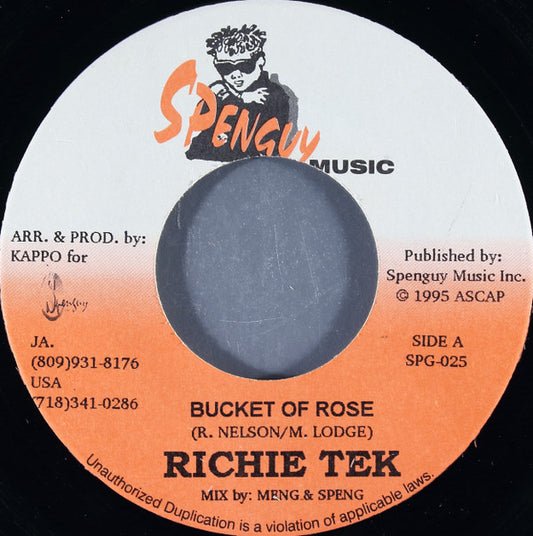 SPENGUY
MUSIC
ARR. & PROD. by:
KAPPO for
Spenguy
Published by:
Spenguy Music Inc.
© 1995 ASCAP
JA.
(809)931-8176
USA
(718)341-0286
SIDE A
SPG-025
BUCKET OF ROSE
(R. NELSON/M. LODGE)
RICHIE TEK
MIX by: MENG & SPENG
Unauthorized Duplication is a violation of applicable laws.